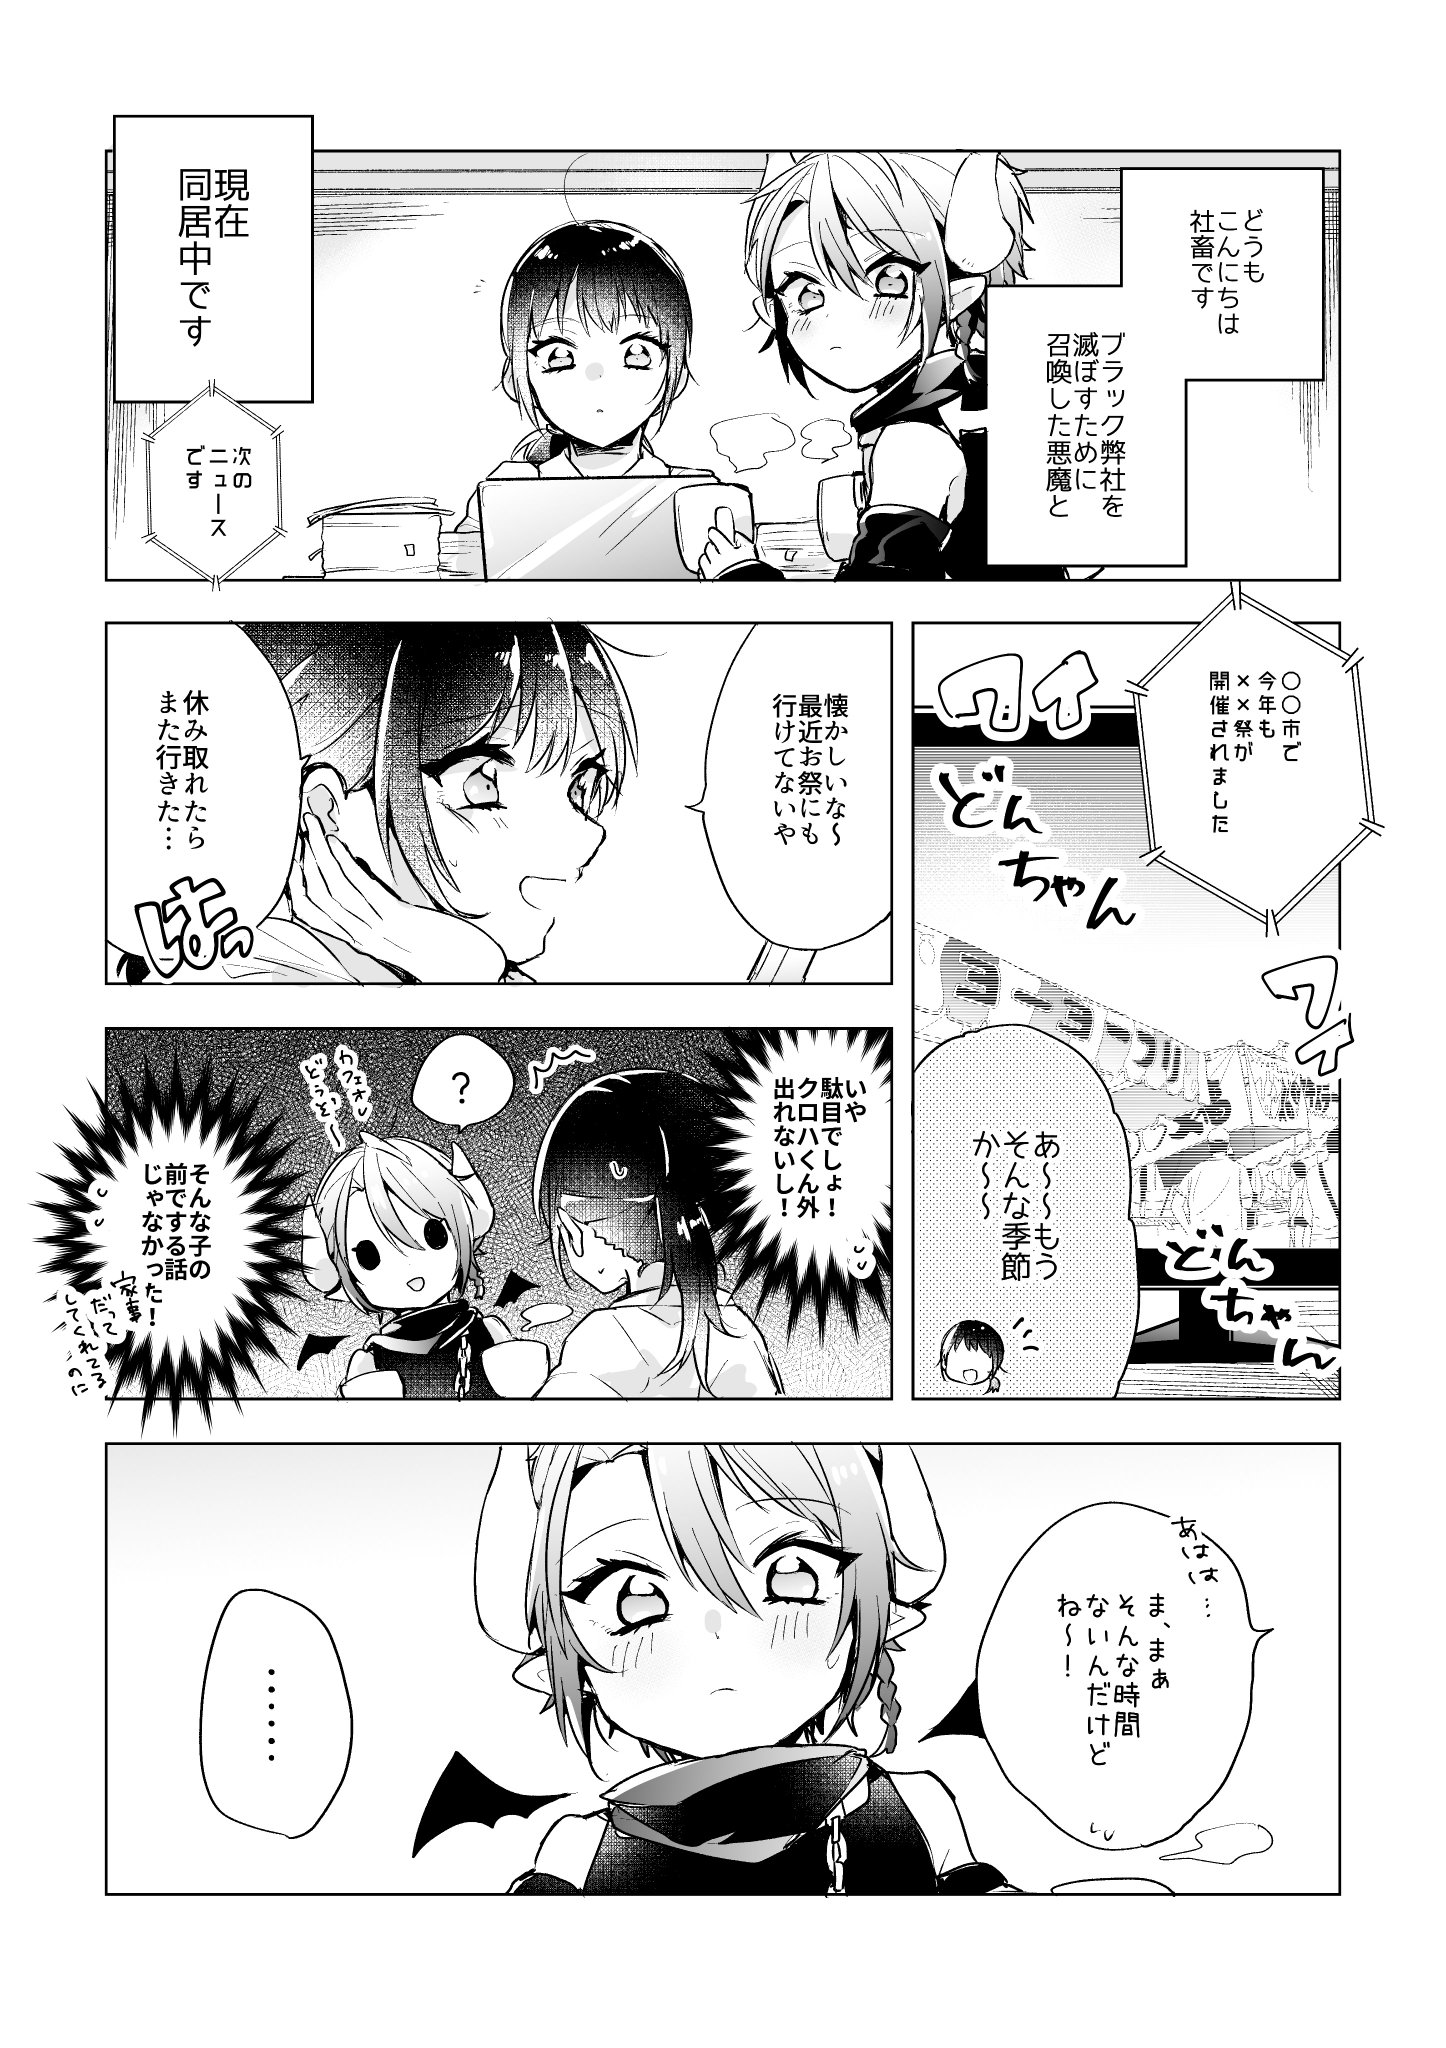 どうも
こんにちは
社畜です
ブラック弊社を
滅ぼすために
召喚した悪魔と
現在
同居中です
次の
ニュース
です
〇〇市で
今年も
××祭が
開催されました
ワイ
どん
ちゃん
ワイ
あ〜〜もう
そんな季節
か〜〜
どん
ちゃん
懐かしいな〜
最近お祭にも
行けてないや
休み取れたら
また行きた…
はっ
いや
駄目でしょ！
クロハくん外
出れないし！
？
カフェオレ
どうぞ〜
そんな子の
前でする話
じゃなかった！
家事
だって
してくれてる
のに
あはは…
ま、まぁ
そんな時間
ないんだけど
ね〜！
……